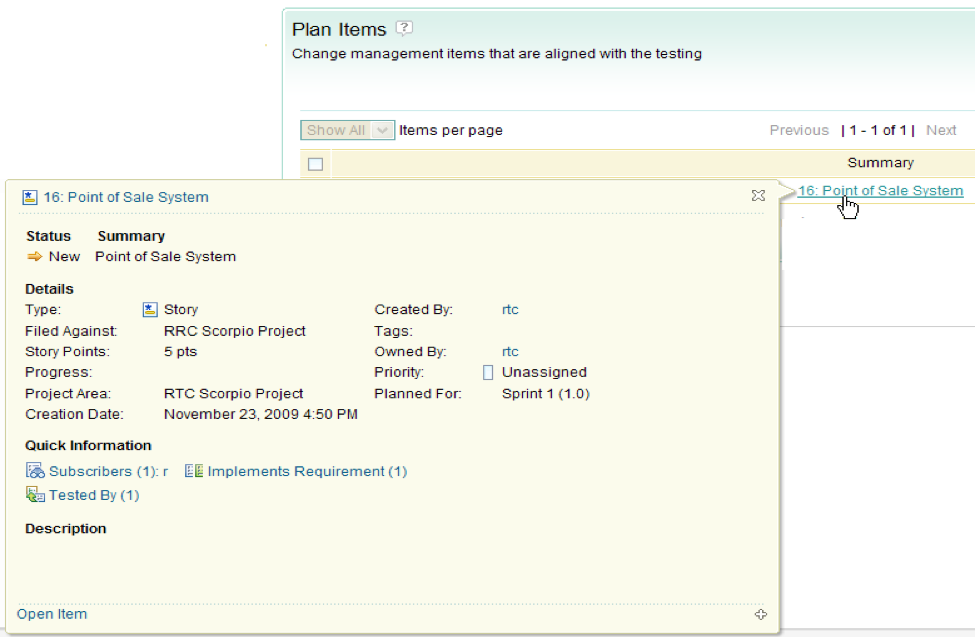 Plan Items ?
Change management items that are aligned with the testing
Show All Items per page Previous | 1 - 1 of 1 | Next
Summary
16: Point of Sale System
16: Point of Sale System
Status Summary
New Point of Sale System
Details
Type: Story Created By: rtc
Filed Against: RRC Scorpio Project Tags:
Story Points: 5 pts Owned By: rtc
Progress: Priority: Unassigned
Project Area: RTC Scorpio Project Planned For: Sprint 1 (1.0)
Creation Date: November 23, 2009 4:50 PM
Quick Information
Subscribers (1): r Implements Requirement (1)
Tested By (1)
Description
Open Item